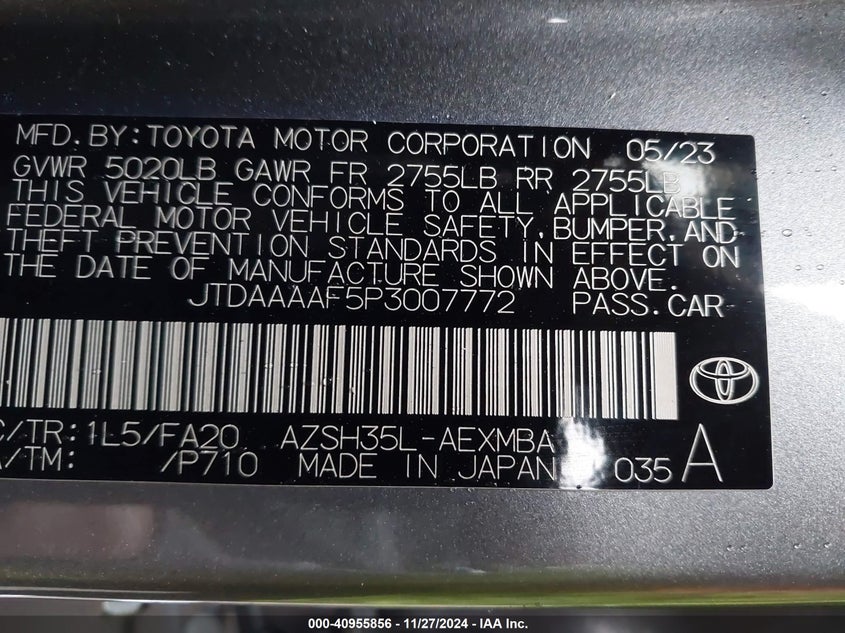 MFD.BY:TOYOTA MOTOR CORPORATION 05/23
GVWR 5020LB GAWR FR 2755LB RR 2755LB
THIS VEHICLE CONFORMS TO ALL APPLICABLE
FEDERAL MOTOR VEHICLE SAFETY,BUMPER,AND
THEFT PREVENTION STANDARDS IN EFFECT ON
THE DATE OF MANUFACTURE SHOWN ABOVE.
JTDAAAAF5P3007772 PASS.CAR
C/TR:1L5/FA20 AZSH35L-AEXMBA
A/TM: /P710 MADE IN JAPAN 035 A
000-40955856 - 11/27/2024 - IAA Inc.